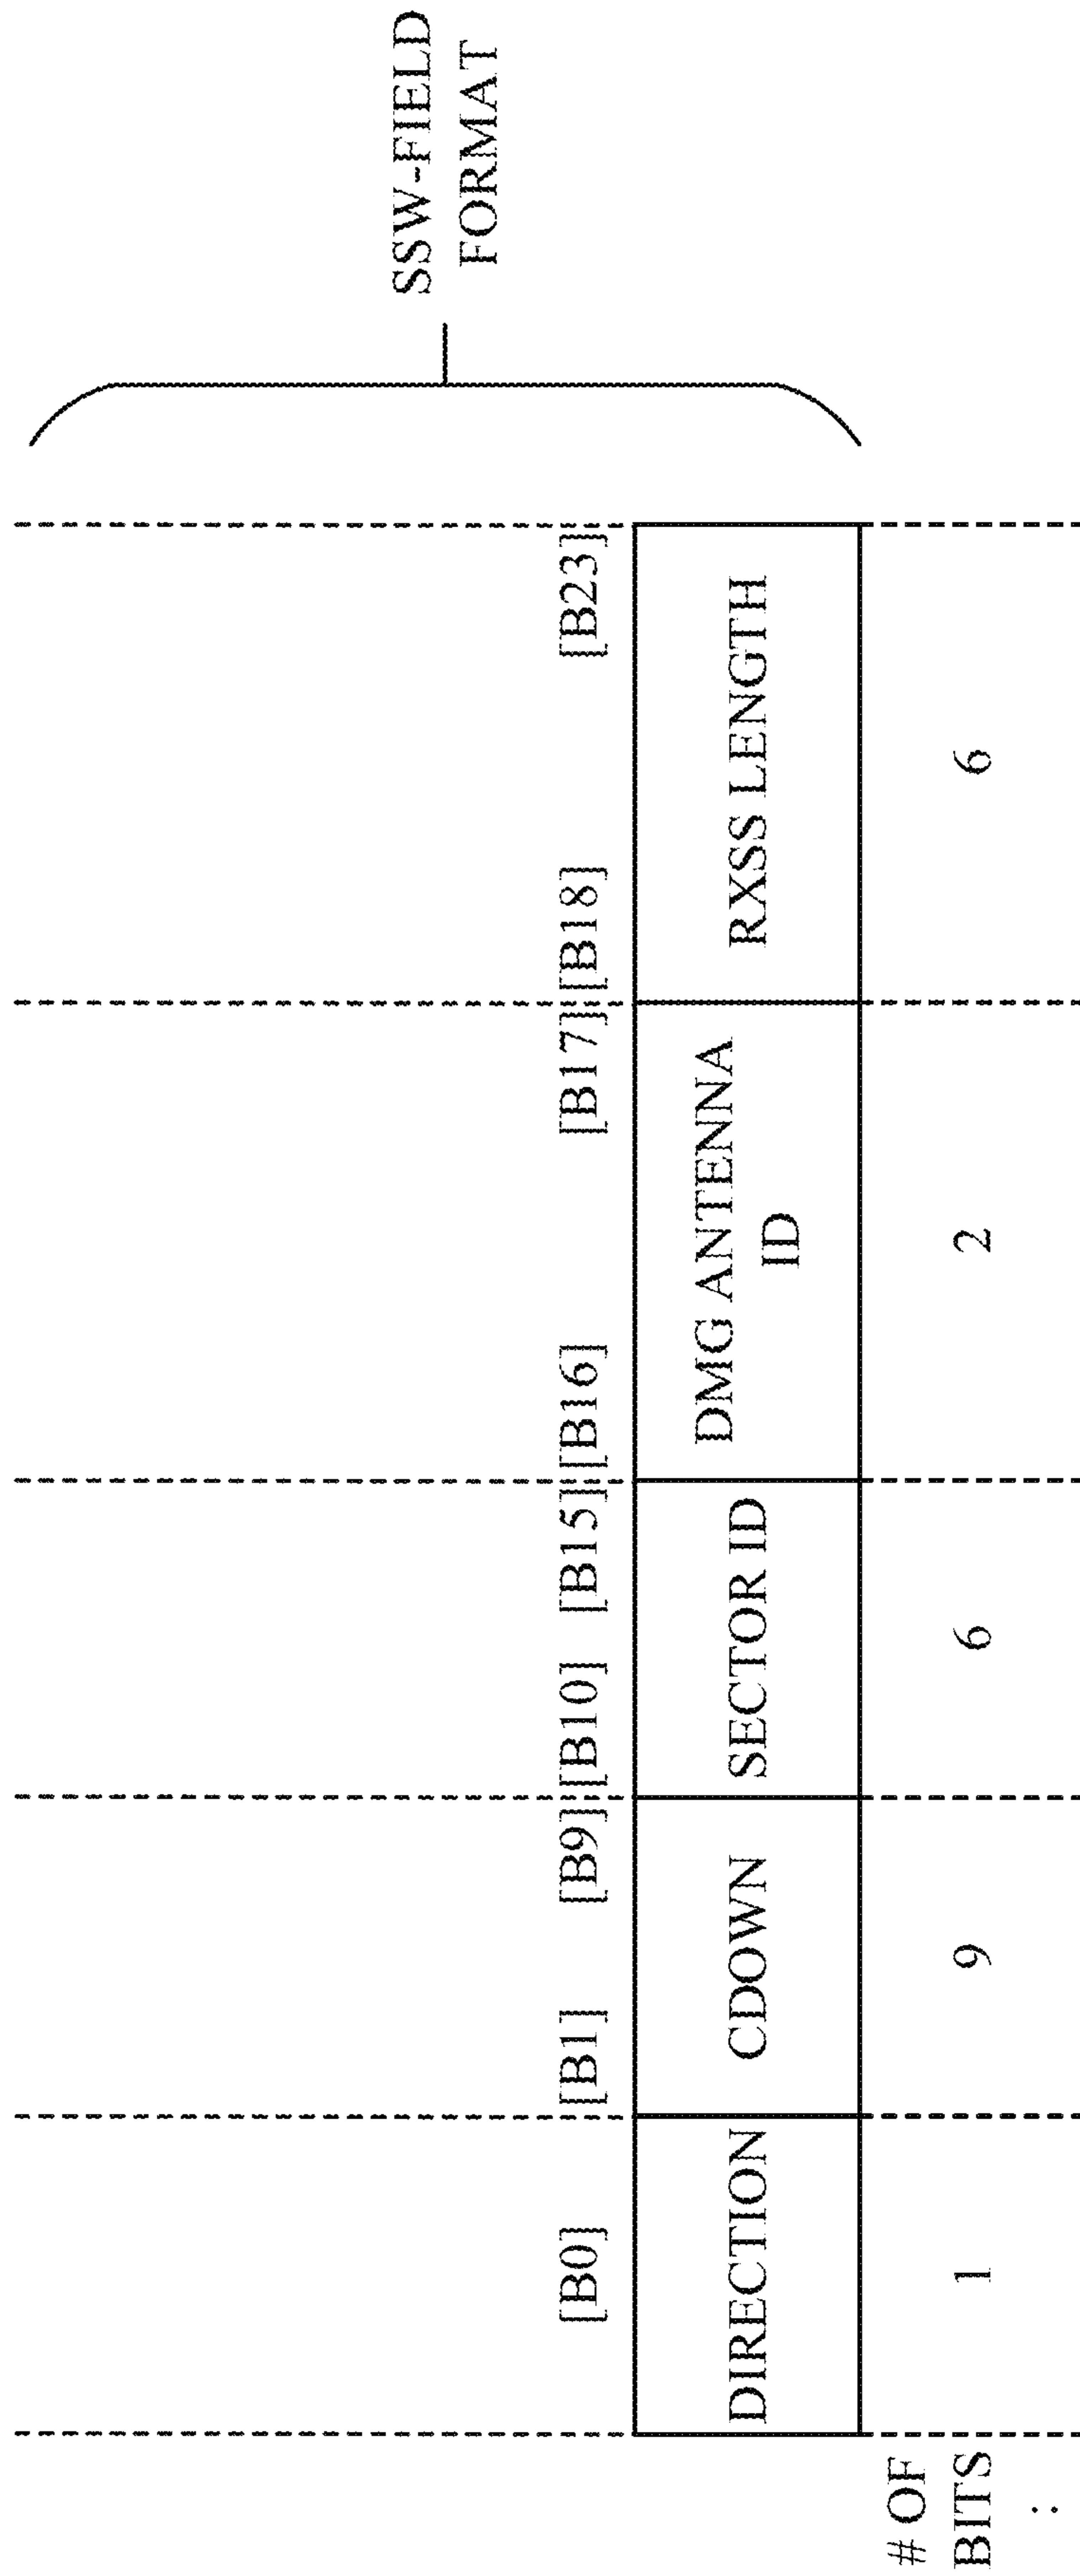 SSW-FIELD
FORMAT
[B0] [B1] [B9] [B10] [B15] [B16] [B17] [B18] [B23]
DIRECTION CDOWN SECTOR ID DMG ANTENNA ID RXSS LENGTH
# OF BITS : 1 9 6 2 6